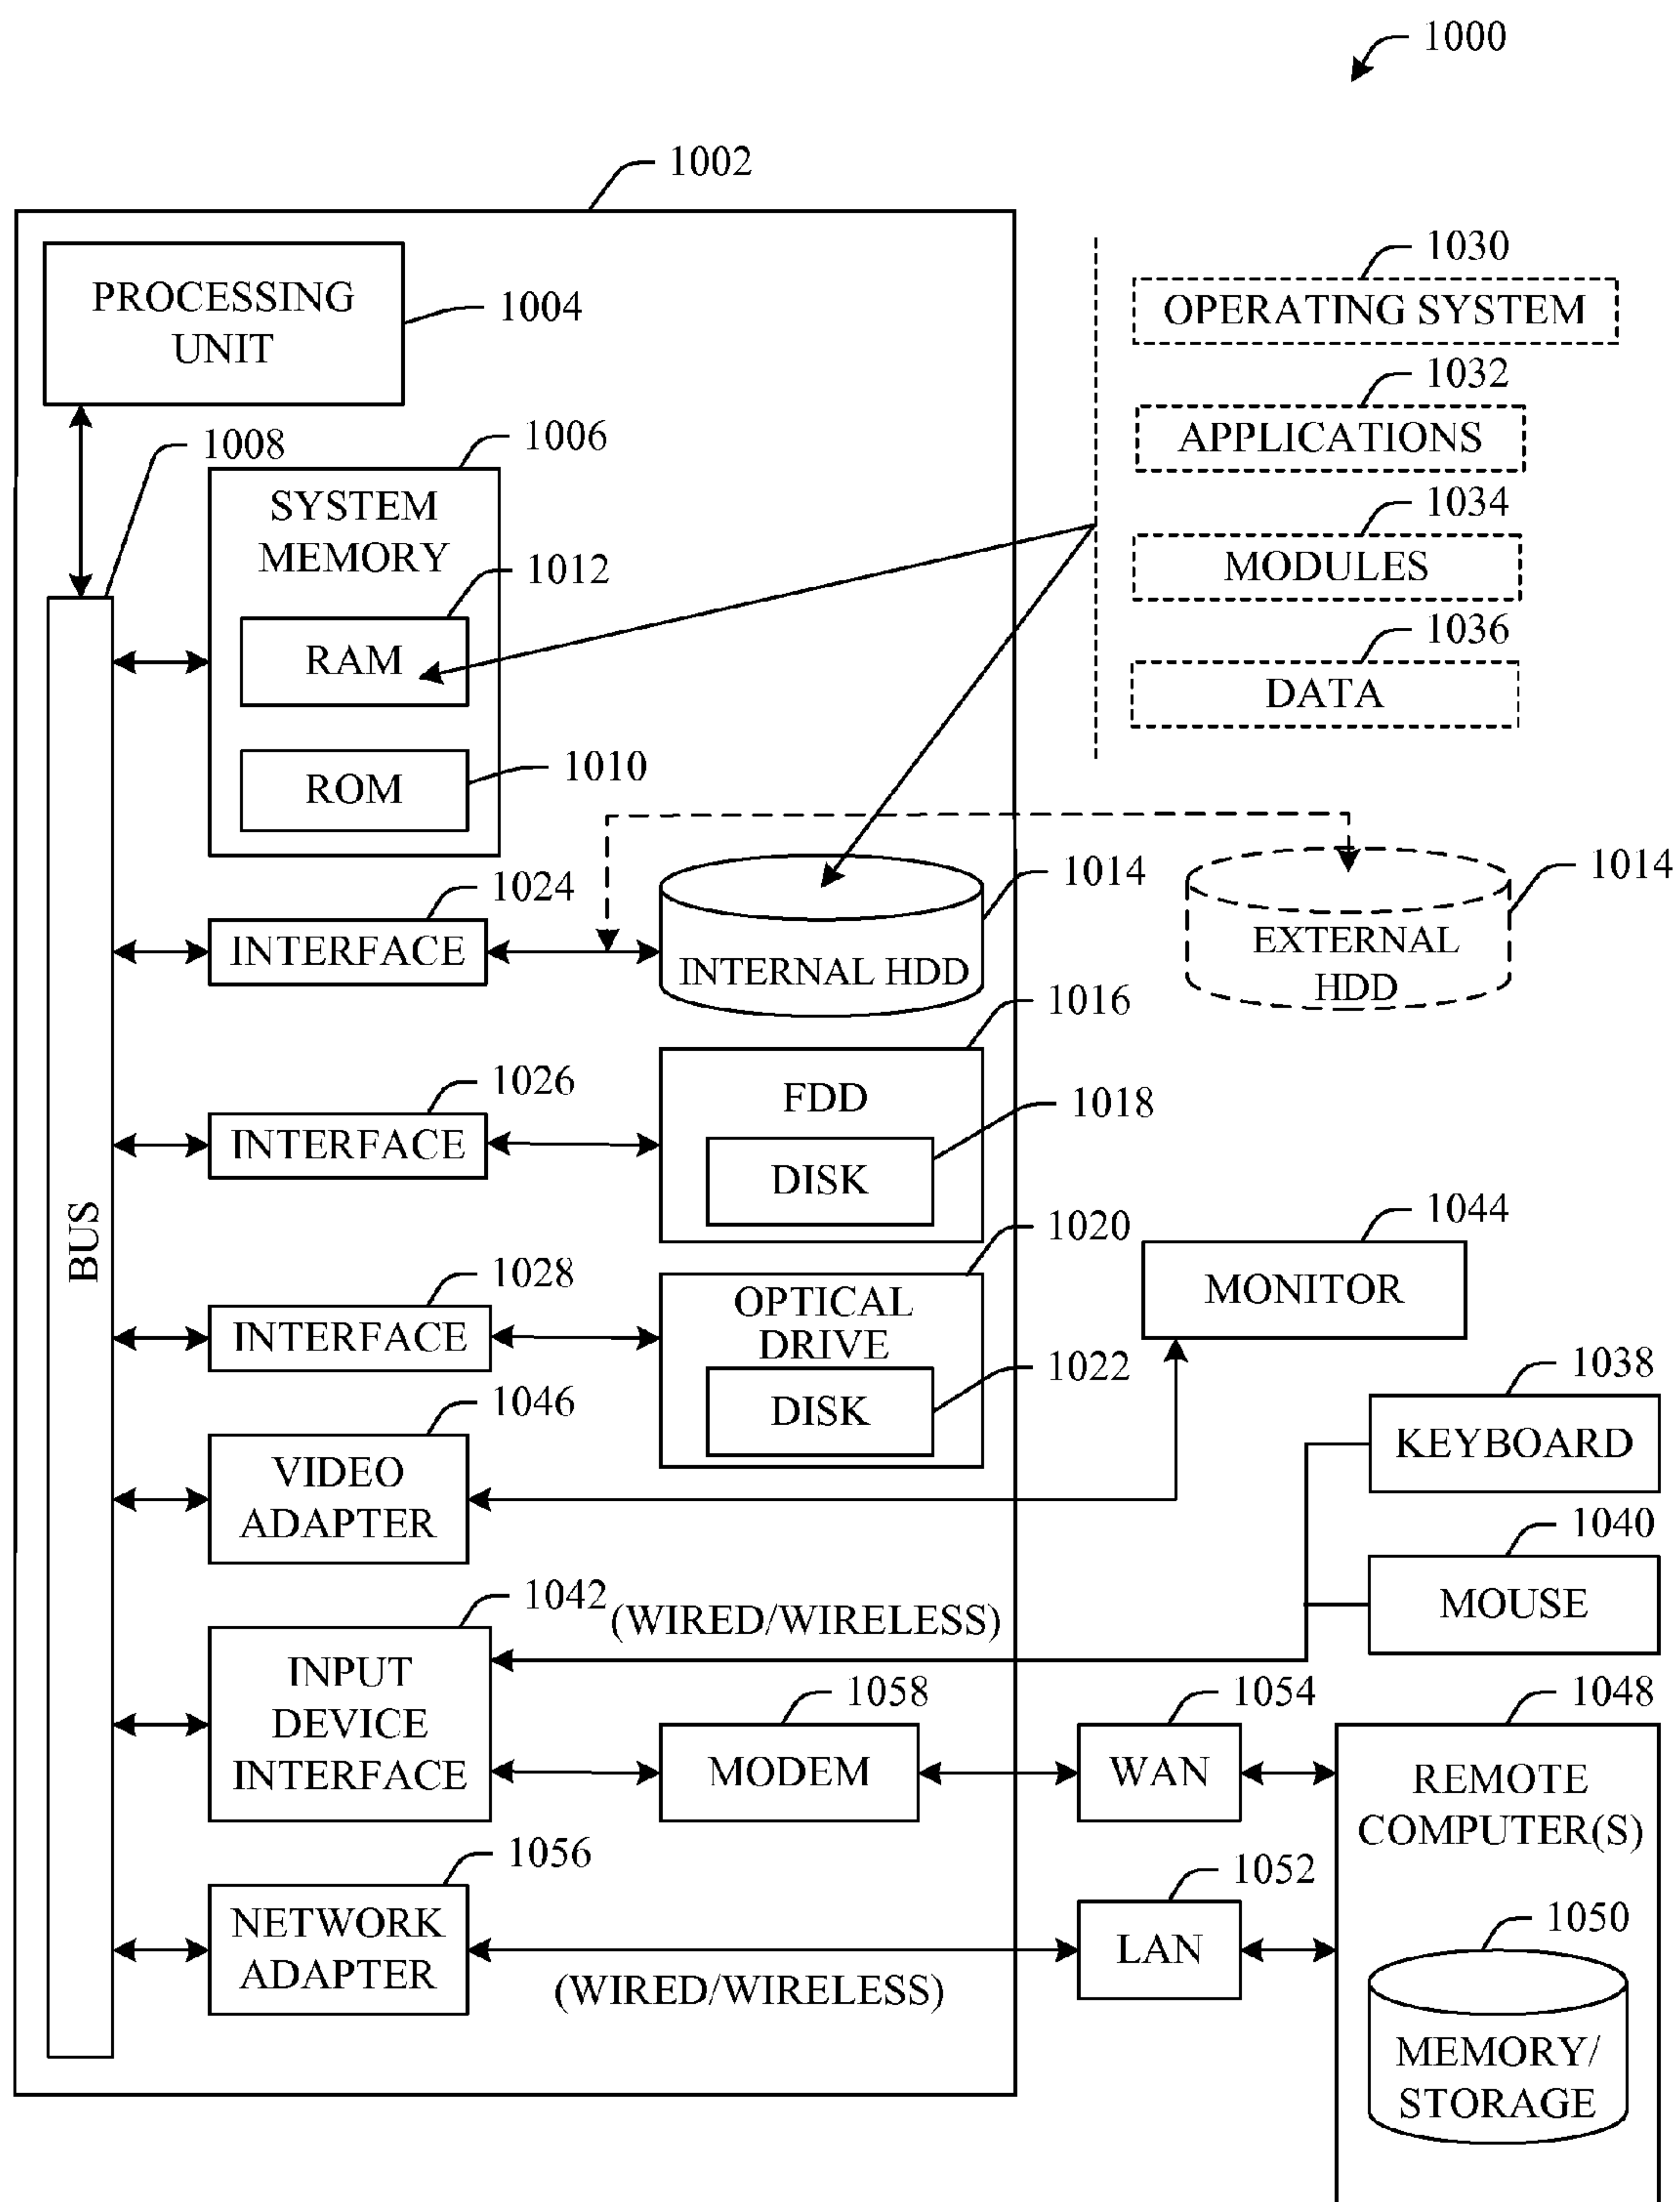 1000
1002
PROCESSING
UNIT
1004
1030
OPERATING SYSTEM
1032
APPLICATIONS
1034
MODULES
1036
DATA
1008
1006
SYSTEM
MEMORY
1012
RAM
1010
ROM
BUS
1024
INTERFACE
1014
INTERNAL HDD
1014
EXTERNAL
HDD
1026
INTERFACE
1016
FDD
1018
DISK
1028
INTERFACE
1020
OPTICAL
DRIVE
1022
DISK
1044
MONITOR
1046
VIDEO
ADAPTER
1038
KEYBOARD
1040
MOUSE
1042
(WIRED/WIRELESS)
INPUT
DEVICE
INTERFACE
1058
MODEM
1054
WAN
1048
REMOTE
COMPUTER(S)
1056
NETWORK
ADAPTER
(WIRED/WIRELESS)
1052
LAN
1050
MEMORY/
STORAGE